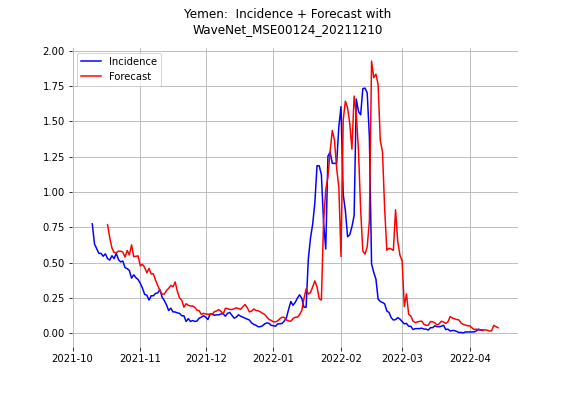 Yemen:  Incidence + Forecast with
WaveNet_MSE00124_20211210
2.00
1.75
1.50
1.25
1.00
0.75
0.50
0.25
0.00
Incidence
Forecast
2021-10 2021-11 2021-12 2022-01 2022-02 2022-03 2022-04